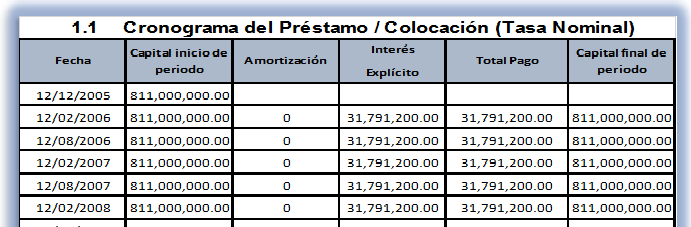 1.1 Cronograma del Préstamo / Colocación (Tasa Nominal)
Fecha Capital inicio de periodo Amortización Interés Explícito Total Pago Capital final de periodo
12/12/2005 811,000,000.00
12/02/2006 811,000,000.00 0 31,791,200.00 31,791,200.00 811,000,000.00
12/08/2006 811,000,000.00 0 31,791,200.00 31,791,200.00 811,000,000.00
12/02/2007 811,000,000.00 0 31,791,200.00 31,791,200.00 811,000,000.00
12/08/2007 811,000,000.00 0 31,791,200.00 31,791,200.00 811,000,000.00
12/02/2008 811,000,000.00 0 31,791,200.00 31,791,200.00 811,000,000.00